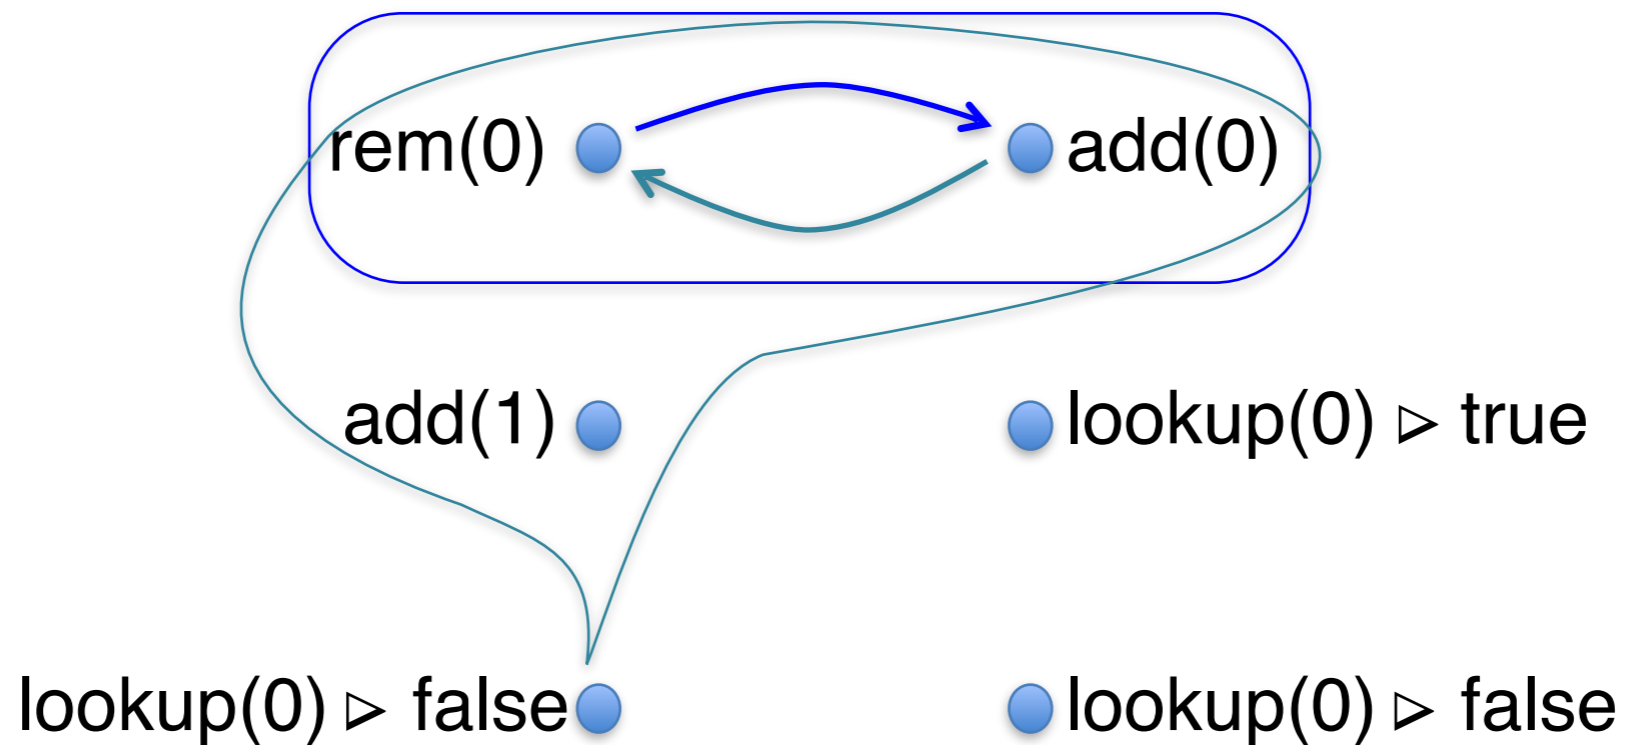 rem(0) add(0)
add(1) lookup(0) ▹ true
lookup(0) ▹ false lookup(0) ▹ false